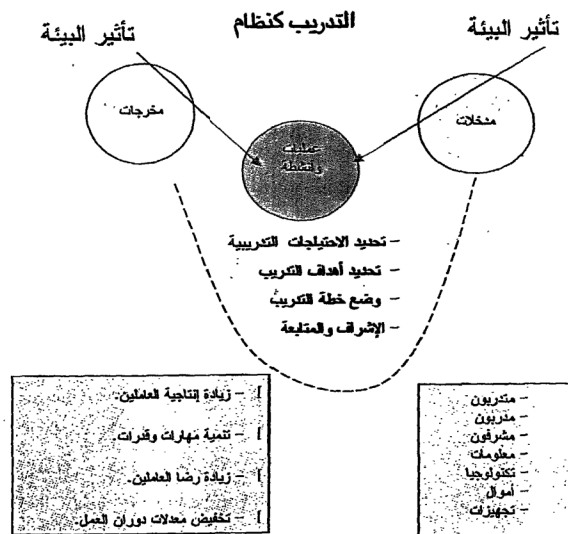 التدريب كنظام
تأثير البيئة
تأثير البيئة
مدخلات
عمليات
وأنشطة
مخرجات
– تحديد الاحتياجات التدريبية
– تحديد أهداف التدريب
– وضع خطة التدريب
– الإشراف والمتابعة
– متدربون
– مدربون
– مشرفون
– معلومات
– تكنولوجيا
– أموال
– تجهيزات
[ – زيادة إنتاجية العاملين.
[ – تنمية مهارات وقدرات.
[ – زيادة رضا العاملين.
[ – تخفيض معدلات دوران العمل.